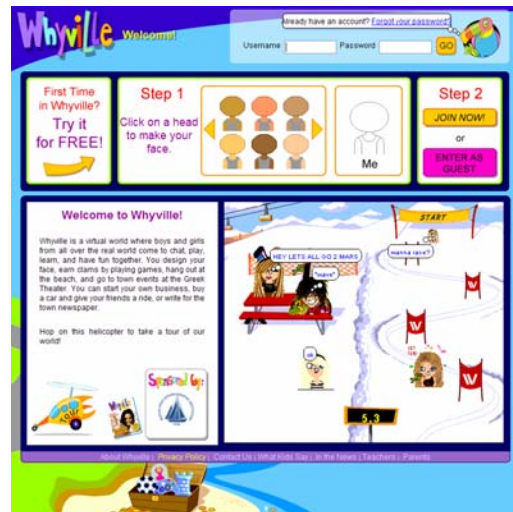 Whyville Welcome!
Already have an account? Forgot your password?
Username Password GO
First Time
in Whyville?
Try it
for FREE!
Step 1
Click on a head
to make your
face.
Me
Step 2
JOIN NOW!
or
ENTER AS
GUEST
Welcome to Whyville!
Whyville is a virtual world where boys and girls
from all over the real world come to chat, play,
learn, and have fun together. You design your
face, earn clams by playing games, hang out at
the beach, and go to town events at the Greek
Theater. You can start your own business, buy
a car and give your friends a ride, or write for the
town newspaper.
Hop on this helicopter to take a tour of our
world!
TOUR
Whyville
Sponsored by:
START
HEY LETS ALL GO 2 MARS
*wave*
wanna race?
ok
W
W
W
5.3
About Whyville | Privacy Policy | Contact Us | What Kids Say | In the News | Teachers | Parents